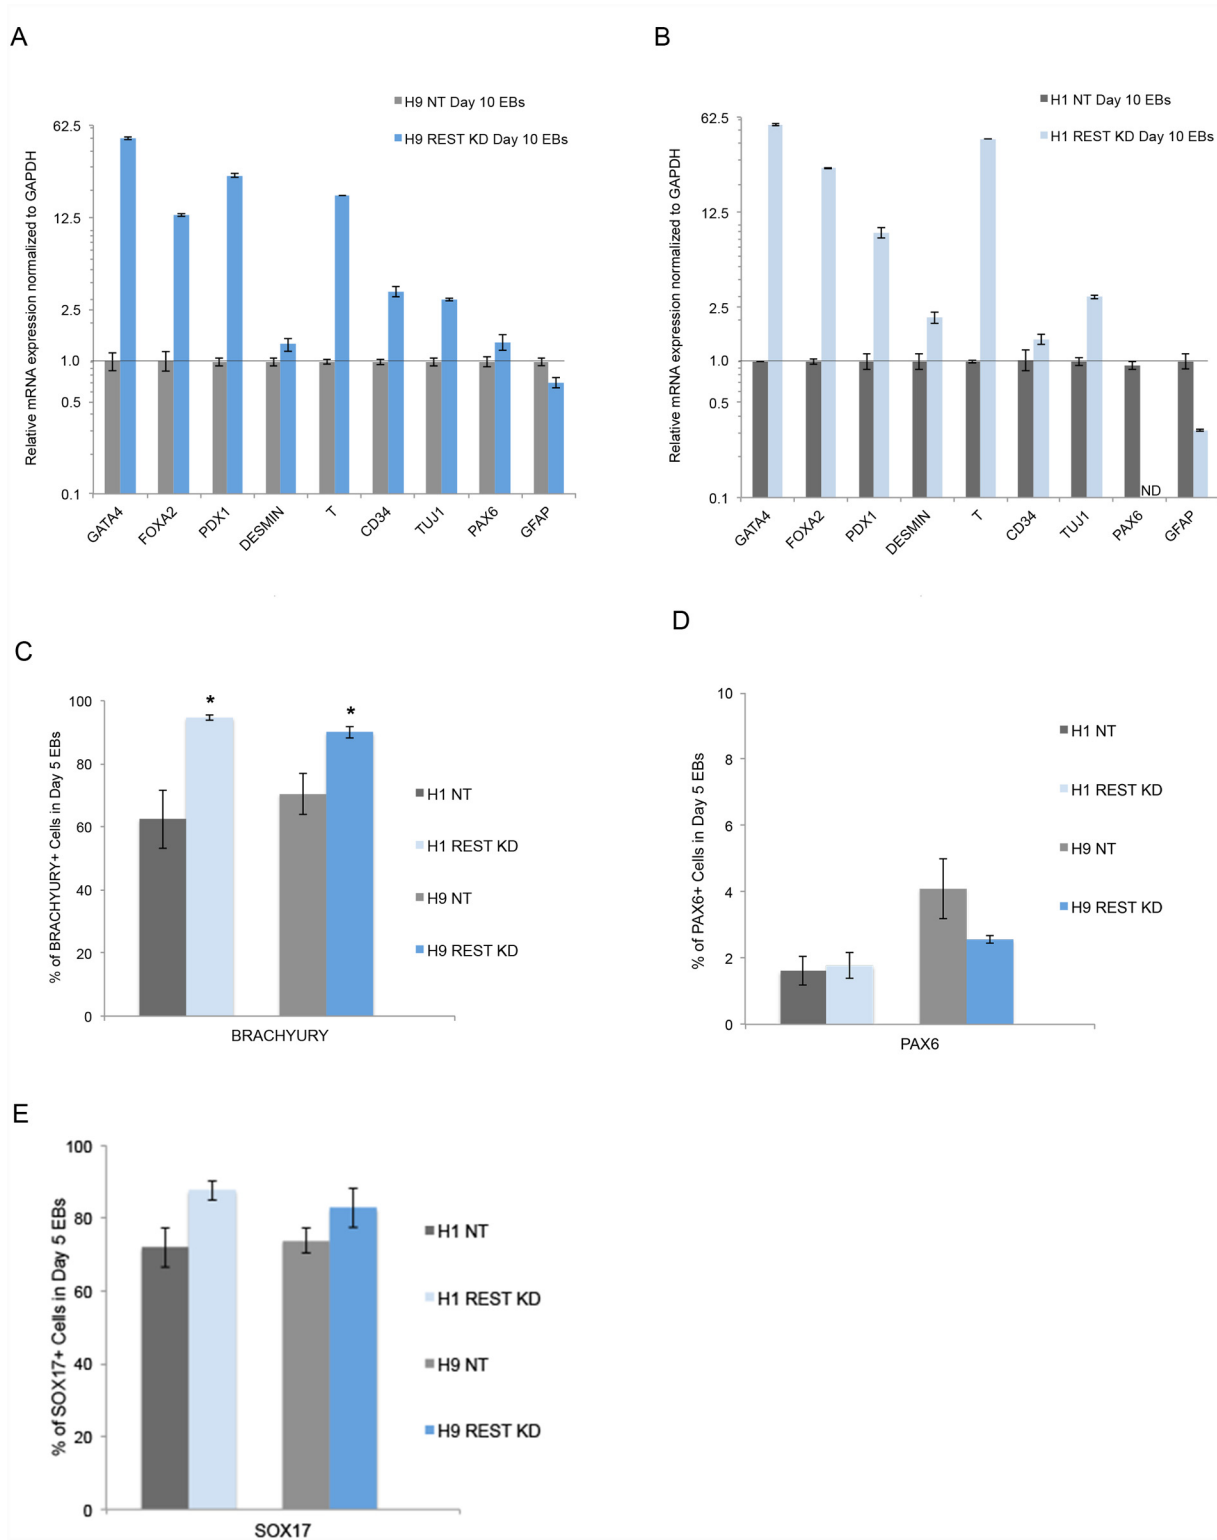 A
H9 NT Day 10 EBs
H9 REST KD Day 10 EBs
Relative mRNA expression normalized to GAPDH
62.5
12.5
2.5
1.0
0.5
0.1
GATA4
FOXA2
PDX1
DESMIN
T
CD34
TUJ1
PAX6
GFAP
B
H1 NT Day 10 EBs
H1 REST KD Day 10 EBs
Relative mRNA expression normalized to GAPDH
62.5
12.5
2.5
1.0
0.5
0.1
ND
GATA4
FOXA2
PDX1
DESMIN
T
CD34
TUJ1
PAX6
GFAP
C
% of BRACHYURY+ Cells in Day 5 EBs
100
80
60
40
20
0
*
*
BRACHYURY
H1 NT
H1 REST KD
H9 NT
H9 REST KD
D
% of PAX6+ Cells in Day 5 EBs
10
8
6
4
2
0
PAX6
H1 NT
H1 REST KD
H9 NT
H9 REST KD
E
% of SOX17+ Cells in Day 5 EBs
100
80
60
40
20
0
SOX17
H1 NT
H1 REST KD
H9 NT
H9 REST KD